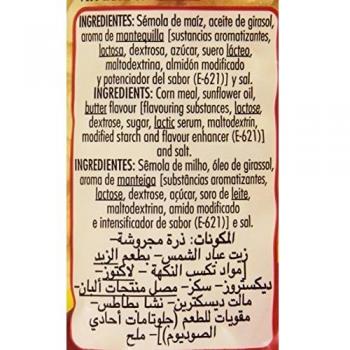 INGREDIENTES: Sémola de maíz, aceite de girasol,
aroma de mantequilla [sustancias aromatizantes,
lactosa, dextrosa, azúcar, suero lácteo,
maltodextrina, almidón modificado
y potenciador del sabor (E-621)] y sal.
INGREDIENTS: Corn meal, sunflower oil,
butter flavour [flavouring substances, lactose,
dextrose, sugar, lactic serum, maltodextrin,
modified starch and flavour enhancer (E-621)]
and salt.
INGREDIENTES: Sêmola de milho, óleo de girassol,
aroma de manteiga [substâncias aromatizantes,
lactose, dextrose, açúcar, soro de leite,
maltodextrina, amido modificado
e intensificador de sabor (E-621)] e sal.
المكونات: ذرة مجروشة -
زيت عباد الشمس - بطعم الزبد
[مواد تكسب النكهة - لاكتوز -
ديكستروز - سكر - مصل منتجات ألبان -
مالت ديسكترين - نشا بطاطس -
مقويات للطعم (جلوتامات أحادي
الصوديوم)] - ملح